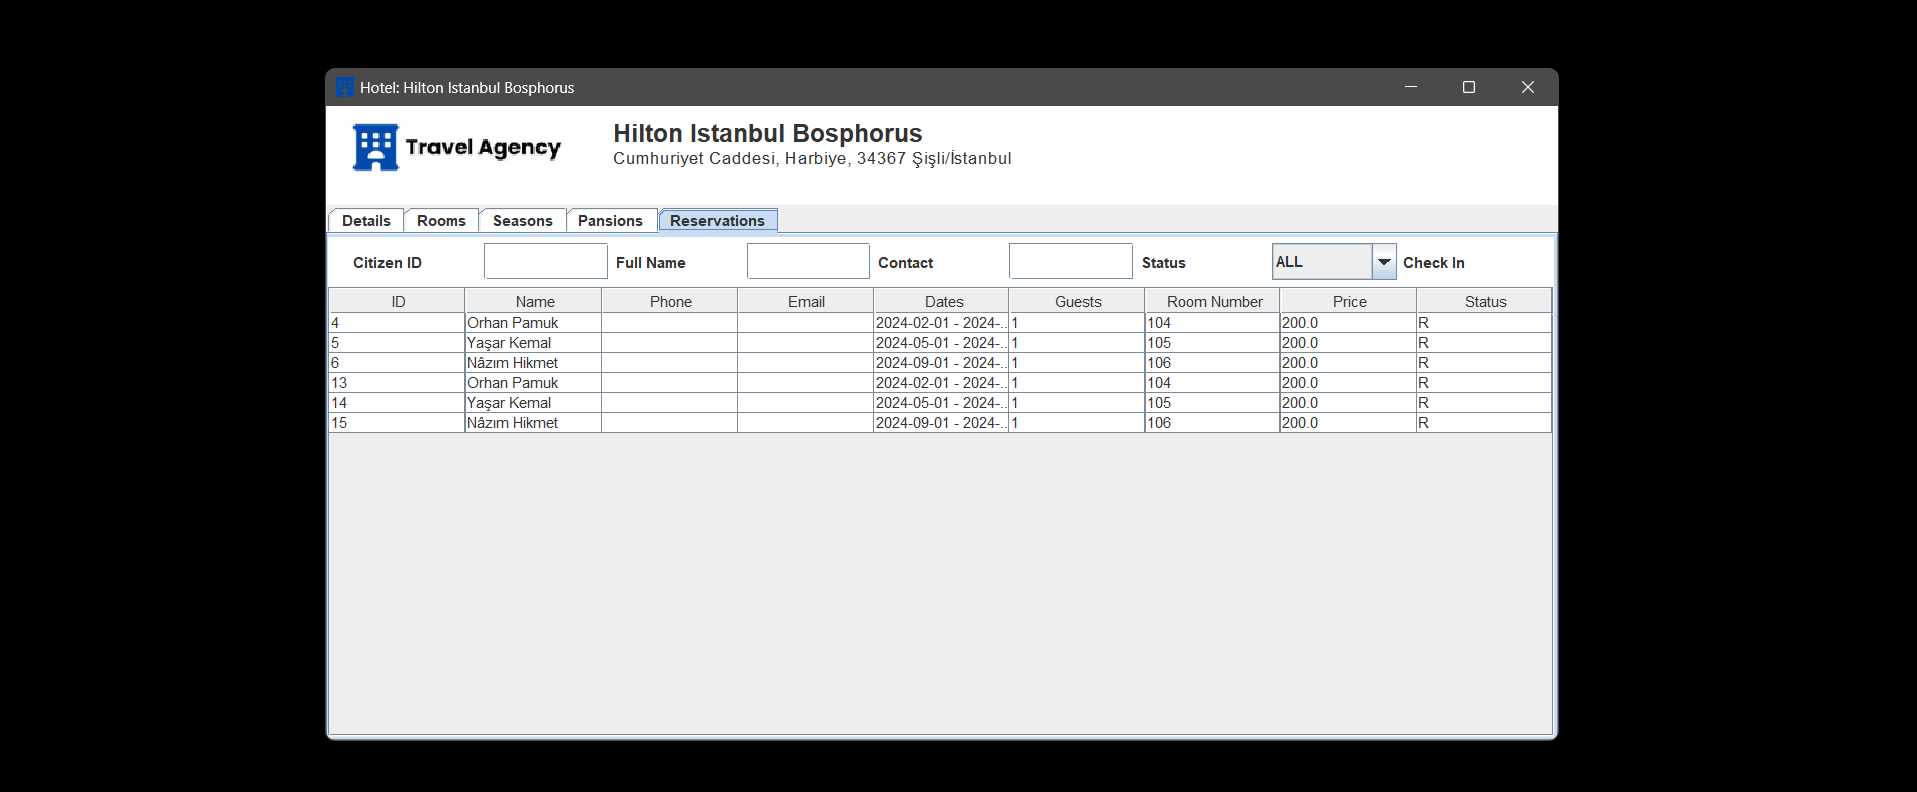 Hotel: Hilton Istanbul Bosphorus
Travel Agency
Hilton Istanbul Bosphorus
Cumhuriyet Caddesi, Harbiye, 34367 Şişli/İstanbul
Details Rooms Seasons Pansions Reservations
Citizen ID Full Name Contact Status ALL Check In
ID Name Phone Email Dates Guests Room Number Price Status
4 Orhan Pamuk 2024-02-01 - 2024-... 1 104 200.0 R
5 Yaşar Kemal 2024-05-01 - 2024-... 1 105 200.0 R
6 Nâzım Hikmet 2024-09-01 - 2024-... 1 106 200.0 R
13 Orhan Pamuk 2024-02-01 - 2024-... 1 104 200.0 R
14 Yaşar Kemal 2024-05-01 - 2024-... 1 105 200.0 R
15 Nâzım Hikmet 2024-09-01 - 2024-... 1 106 200.0 R